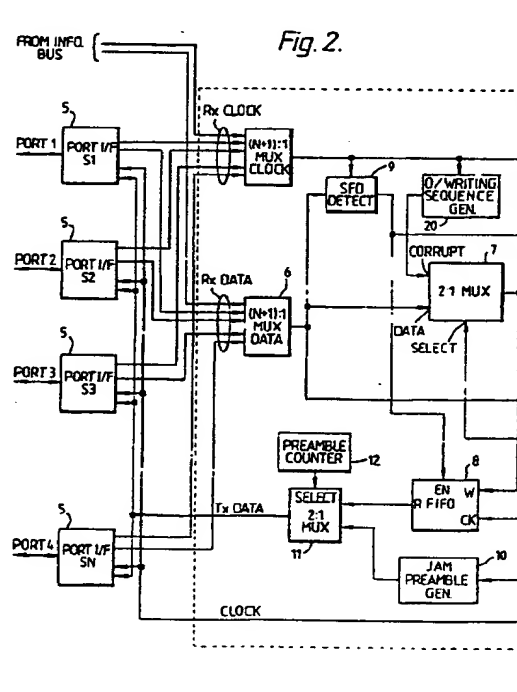 Fig. 2.
FROM INFO.
BUS
Rx CLOCK
5
PORT 1
PORT I/F
S1
(N+1):1
MUX
CLOCK
9
SFD
DETECT
O/WRITING
SEQUENCE
GEN.
20
5
PORT 2
PORT I/F
S2
Rx DATA
6
(N+1):1
MUX
DATA
CORRUPT
7
2:1 MUX
DATA
SELECT
5
PORT 3
PORT I/F
S3
PREAMBLE
COUNTER
12
8
EN
W
R FIFO
CK
5
PORT 4
PORT I/F
SN
Tx DATA
SELECT
2:1
MUX
11
10
JAM
PREAMBLE
GEN.
CLOCK